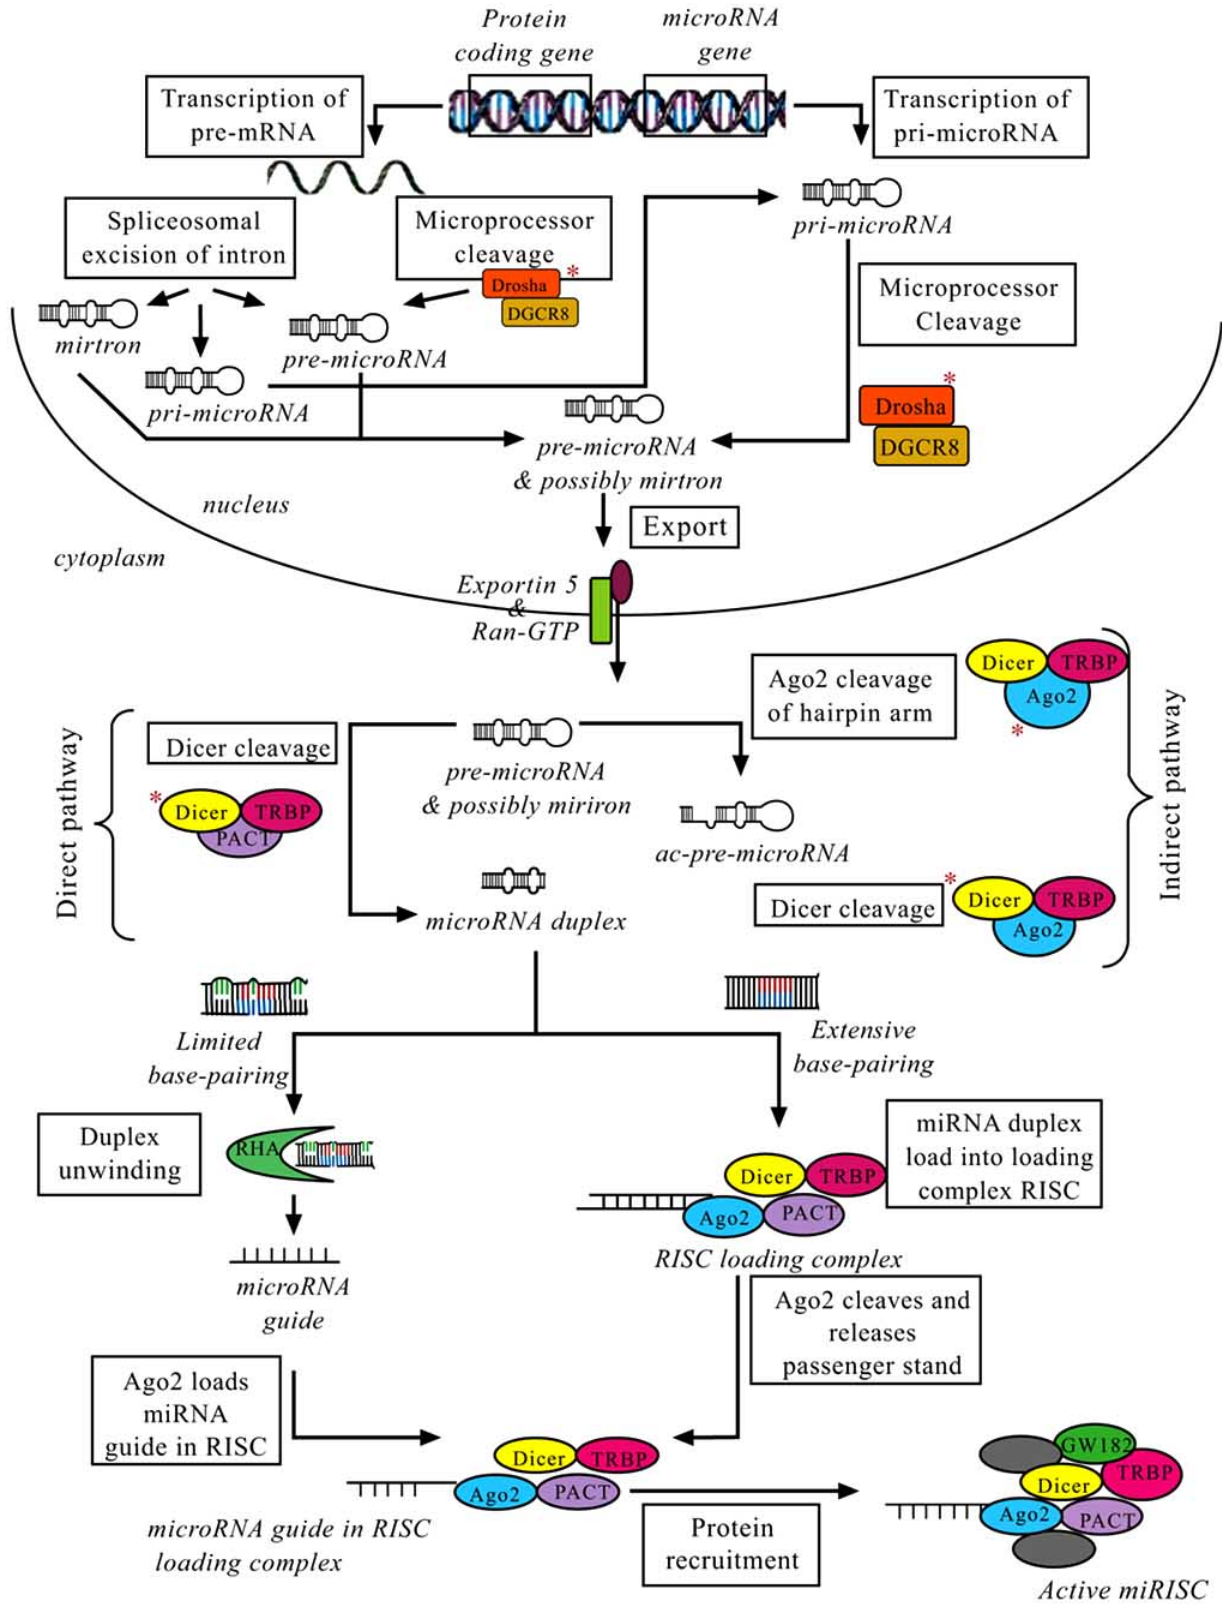 Protein
coding gene
microRNA
gene
Transcription of
pre-mRNA
Transcription of
pri-microRNA
Spliceosomal
excision of intron
Microprocessor
cleavage
*
Drosha
DGCR8
pri-microRNA
Microprocessor
Cleavage
mirtron
pre-microRNA
pri-microRNA
*
Drosha
DGCR8
pre-microRNA
& possibly mirtron
nucleus
cytoplasm
Export
Exportin 5
&
Ran-GTP
Direct pathway
Dicer cleavage
*
Dicer
TRBP
PACT
pre-microRNA
& possibly miriron
Ago2 cleavage
of hairpin arm
Dicer
TRBP
Ago2
*
Indirect pathway
ac-pre-microRNA
Dicer cleavage
*
Dicer
TRBP
Ago2
microRNA duplex
Limited
base-pairing
Extensive
base-pairing
Duplex
unwinding
RHA
miRNA duplex
load into loading
complex RISC
Dicer
TRBP
Ago2
PACT
RISC loading complex
microRNA
guide
Ago2 cleaves and
releases
passenger stand
Ago2 loads
miRNA
guide in RISC
Dicer
TRBP
Ago2
PACT
microRNA guide in RISC
loading complex
Protein
recruitment
GW182
Dicer
TRBP
Ago2
PACT
Active miRISC